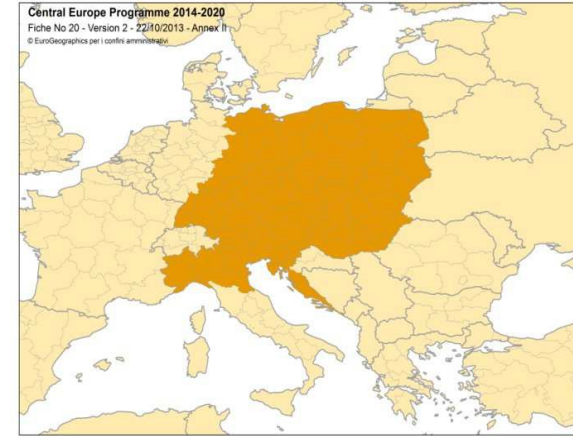 Central Europe Programme 2014-2020
Fiche No 20 - Version 2 - 22/10/2013 - Annex II
© EuroGeographics per i confini amministrativi